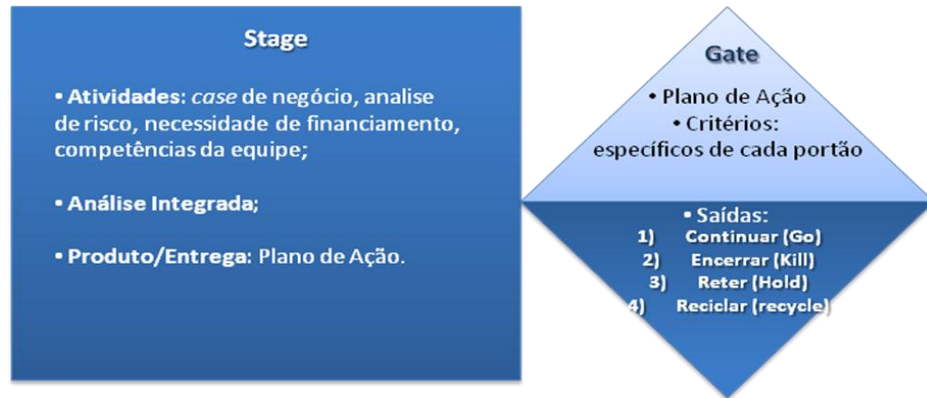 Stage
• Atividades: case de negócio, analise
de risco, necessidade de financiamento,
competências da equipe;
• Análise Integrada;
• Produto/Entrega: Plano de Ação.
Gate
• Plano de Ação
• Critérios:
específicos de cada portão
• Saídas:
1) Continuar (Go)
2) Encerrar (Kill)
3) Reter (Hold)
4) Reciclar (recycle)